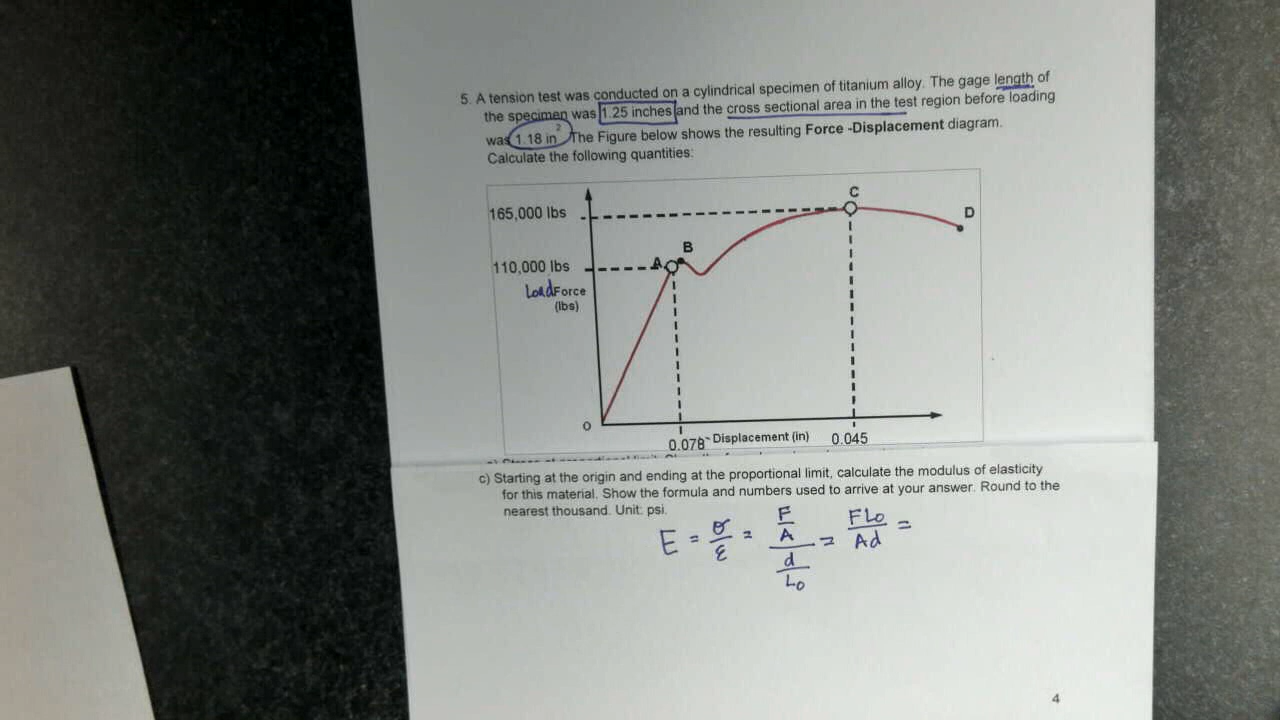 5. A tension test was conducted on a cylindrical specimen of titanium alloy. The gage length of
the specimen was 1.25 inches and the cross sectional area in the test region before loading
was 1.18 in² The Figure below shows the resulting Force -Displacement diagram.
Calculate the following quantities:
C
165,000 lbs
D
B
A
110,000 lbs
Load Force
(lbs)
O
0.078
Displacement (in)
0.045
c) Starting at the origin and ending at the proportional limit, calculate the modulus of elasticity
for this material. Show the formula and numbers used to arrive at your answer. Round to the
nearest thousand. Unit: psi.
E = σ/ε = (F/A)/(d/L₀) = FL₀/Ad =
4